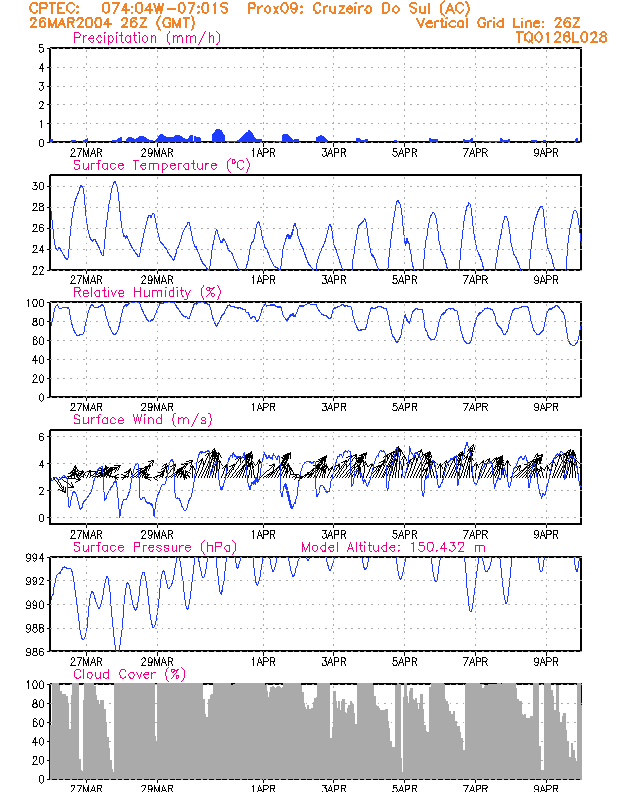 CPTEC: 074:04W-07:01S Prox09: Cruzeiro Do Sul (AC)
26MAR2004 26Z (GMT) Vertical Grid Line: 26Z
Precipitation (mm/h) TQ0126L028
5
4
3
2
1
0
27MAR 29MAR 1APR 3APR 5APR 7APR 9APR
Surface Temperature (°C)
30
28
26
24
22
27MAR 29MAR 1APR 3APR 5APR 7APR 9APR
Relative Humidity (%)
100
80
60
40
20
0
27MAR 29MAR 1APR 3APR 5APR 7APR 9APR
Surface Wind (m/s)
6
4
2
0
27MAR 29MAR 1APR 3APR 5APR 7APR 9APR
Surface Pressure (hPa) Model Altitude: 150.432 m
994
992
990
988
986
27MAR 29MAR 1APR 3APR 5APR 7APR 9APR
Cloud Cover (%)
100
80
60
40
20
0
27MAR 29MAR 1APR 3APR 5APR 7APR 9APR